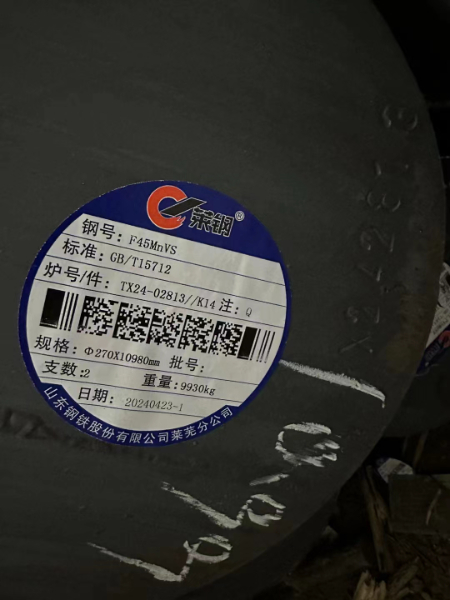 莱钢®
钢号: F45MnVS
标准: GB/T15712
炉号/件: TX24-02813//K14 注: Q
规格: Φ270X10980mm 批号:
支数:2 重量: 9930kg
日期: 20240423-1
山东钢铁股份有限公司莱芜分公司